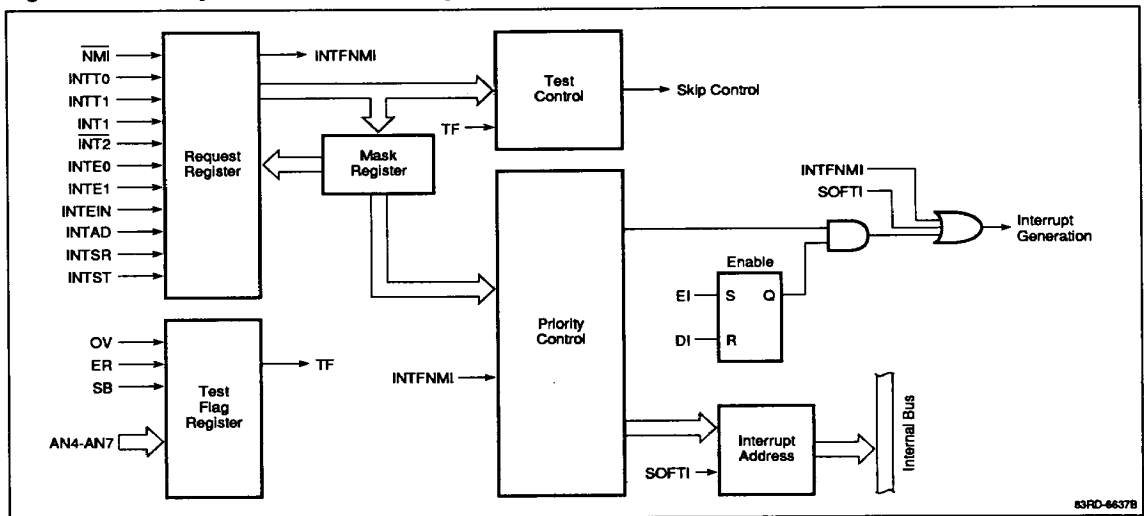 NMI
INTT0
INTT1
INT1
INT2
INTE0
INTE1
INTEIN
INTAD
INTSR
INTST
Request
Register
INTFNMI
Mask
Register
TF
Test
Control
Skip Control
OV
ER
SB
AN4-AN7
Test
Flag
Register
TF
INTFNMI
Priority
Control
Enable
EI
S
Q
DI
R
INTFNMI
SOFTI
Interrupt
Generation
SOFTI
Interrupt
Address
Internal Bus
83RD-6637B